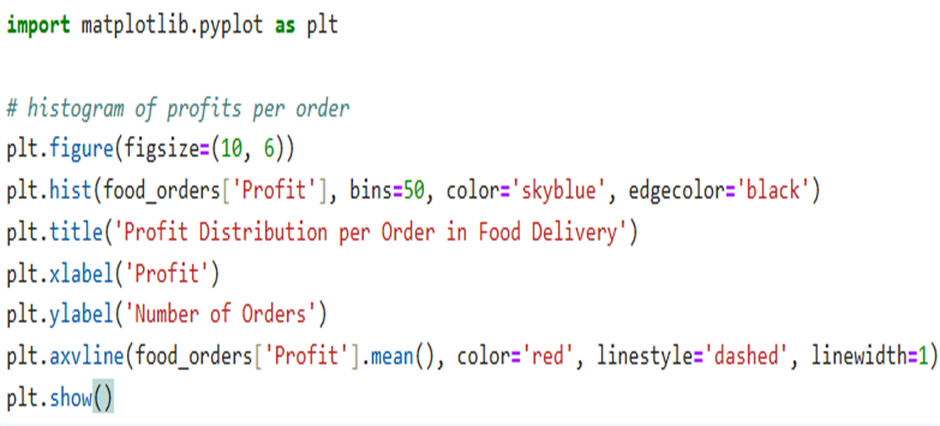 import matplotlib.pyplot as plt
# histogram of profits per order
plt.figure(figsize=(10, 6))
plt.hist(food_orders['Profit'], bins=50, color='skyblue', edgecolor='black')
plt.title('Profit Distribution per Order in Food Delivery')
plt.xlabel('Profit')
plt.ylabel('Number of Orders')
plt.axvline(food_orders['Profit'].mean(), color='red', linestyle='dashed', linewidth=1)
plt.show()